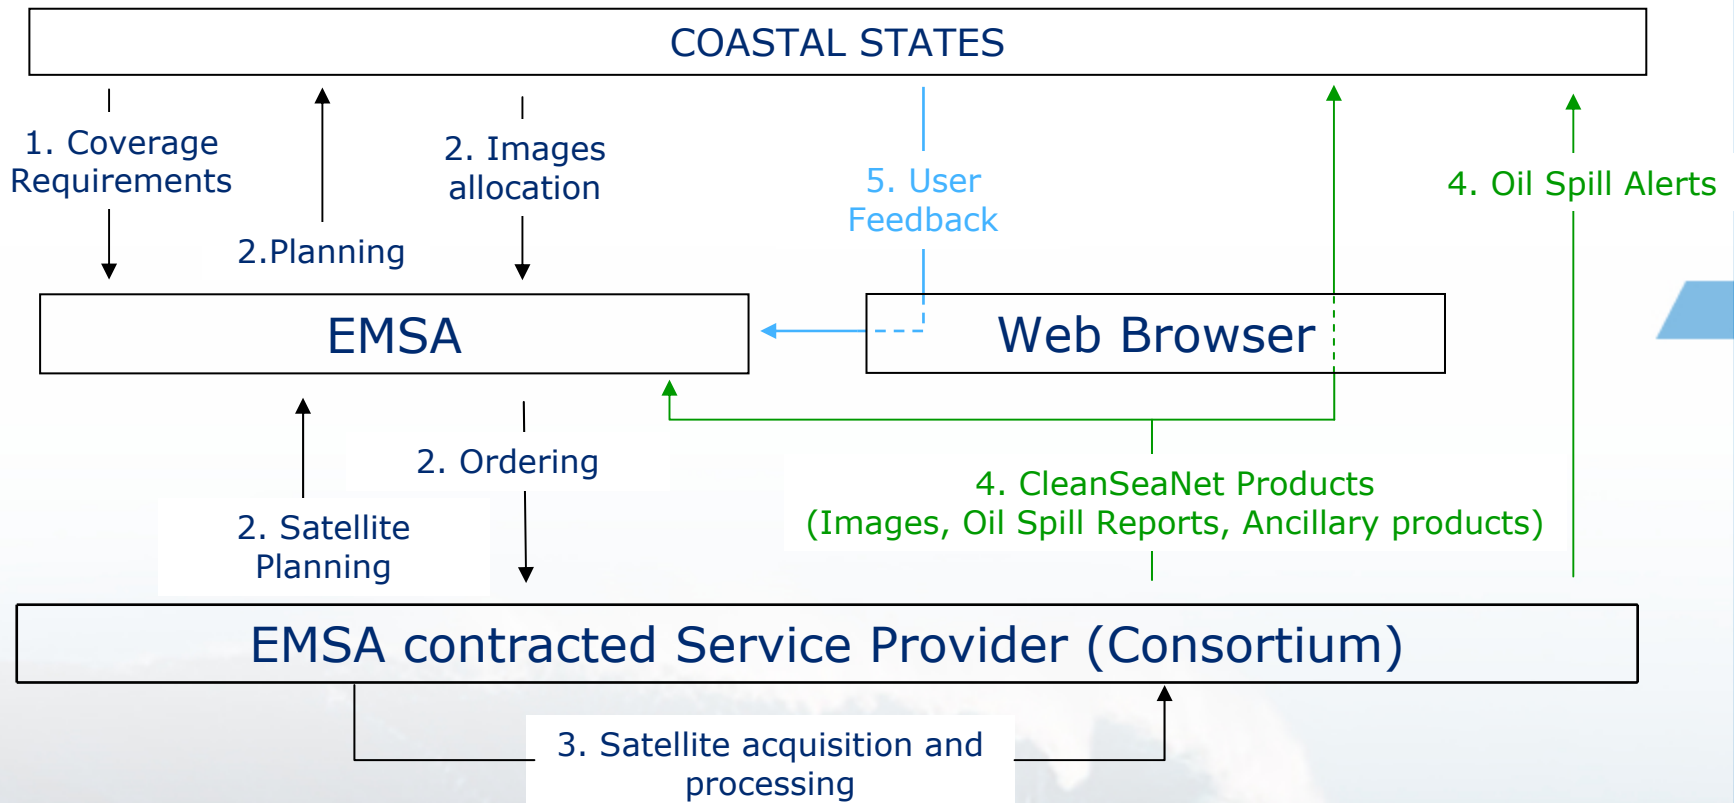 COASTAL STATES
1. Coverage
Requirements
2.Planning
2. Images
allocation
5. User
Feedback
4. Oil Spill Alerts
EMSA
Web Browser
2. Ordering
2. Satellite
Planning
4. CleanSeaNet Products
(Images, Oil Spill Reports, Ancillary products)
EMSA contracted Service Provider (Consortium)
3. Satellite acquisition and
processing